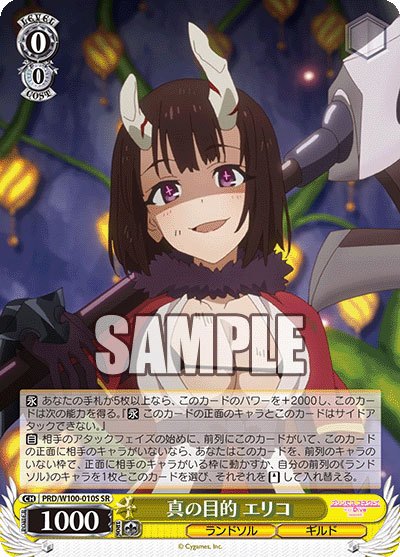 LEVEL
0
0
COST
SAMPLE
永 あなたの手札が5枚以上なら、このカードのパワーを＋2000し、このカー
ドは次の能力を得る。『永 このカードの正面のキャラとこのカードはサイドア
タックできない。』
自 相手のアタックフェイズの始めに、前列にこのカードがいて、このカード
の正面に相手のキャラがいないなら、あなたはこのカードを、前列のキャラの
いない枠で、正面に相手のキャラがいる枠に動かすか、自分の前列の《ランド
ソル》のキャラを1枚とこのカードを選び、それぞれを【*】して入れ替える。
CH PRD/W100-010S SR
1000
真の目的 エリコ
ランドソル
ギルド
© Cygames, Inc.